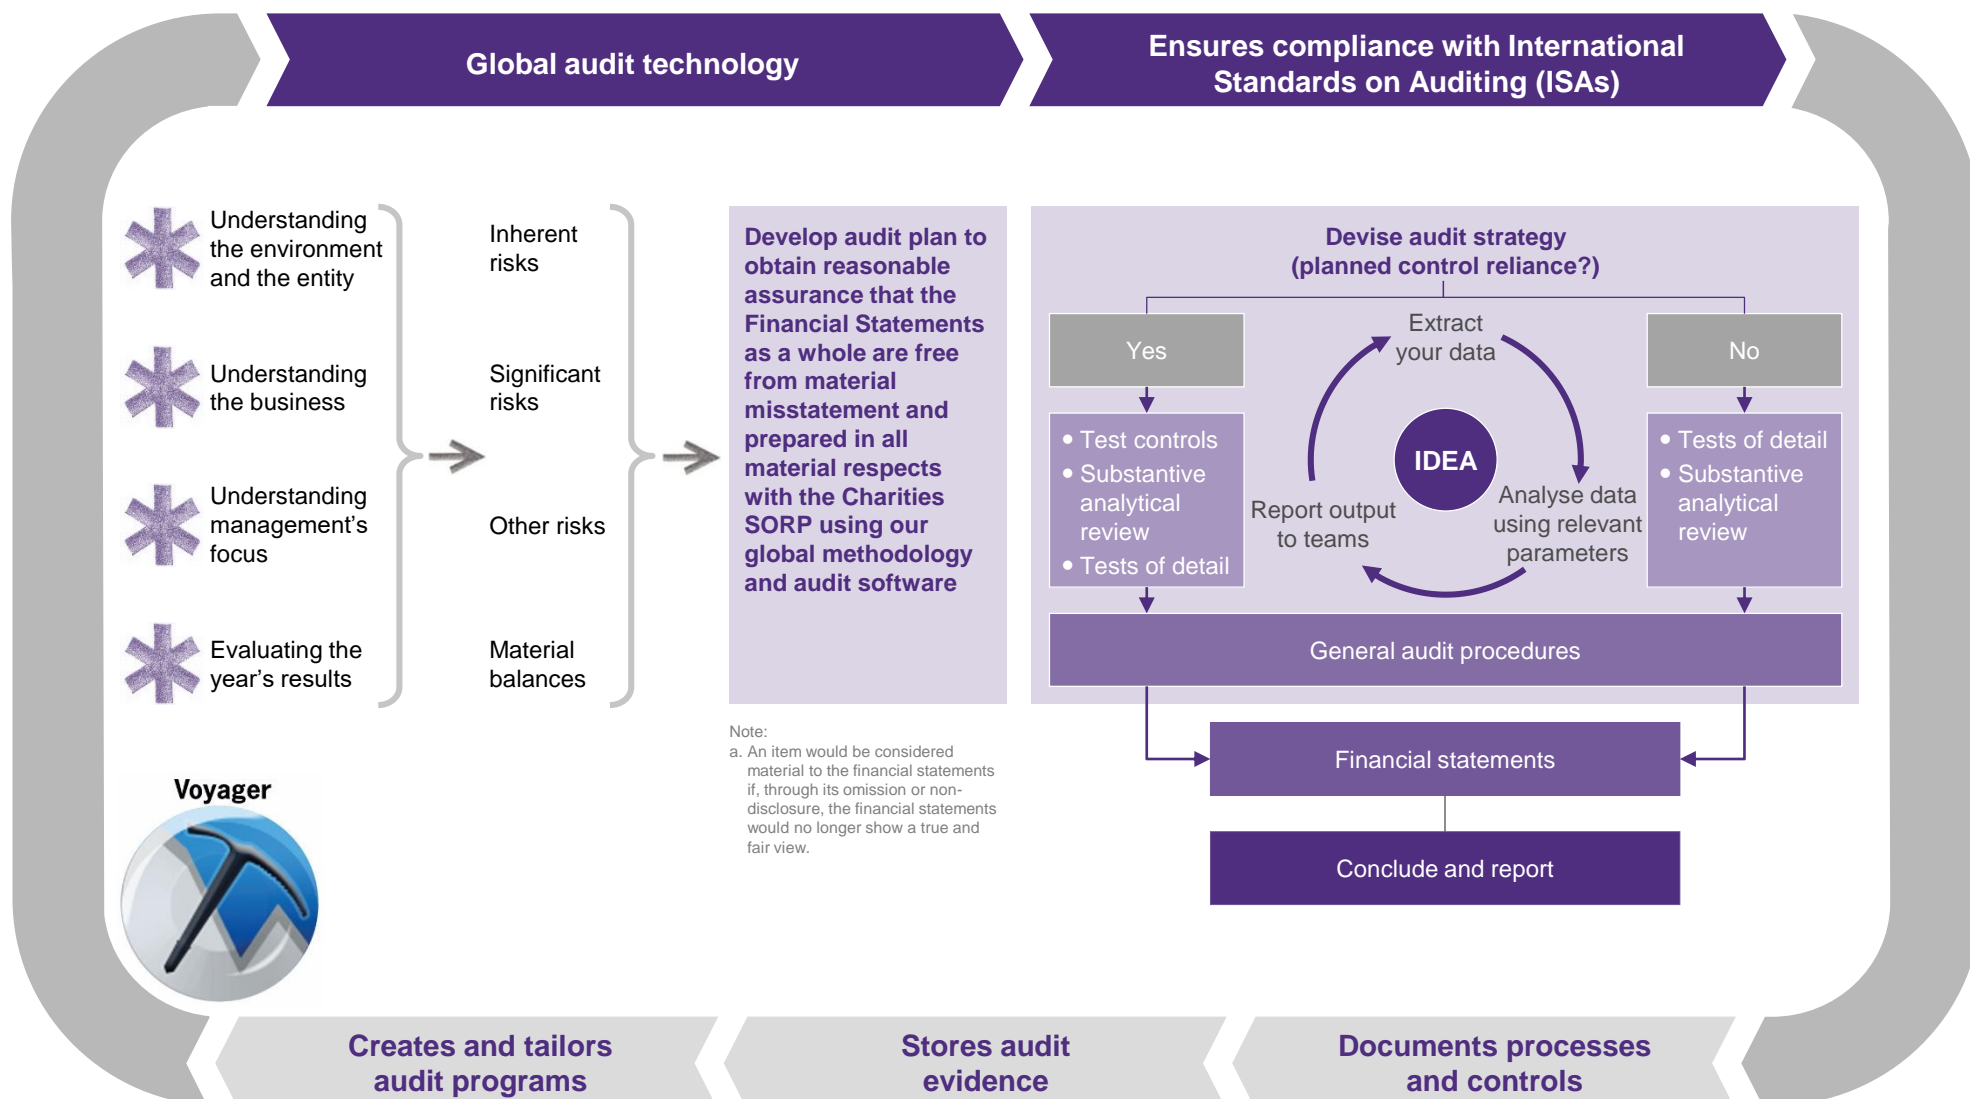 Global audit technology
Ensures compliance with International
Standards on Auditing (ISAs)
Understanding
the environment
and the entity
Understanding
the business
Understanding
management's
focus
Evaluating the
year's results
Inherent
risks
Significant
risks
Other risks
Material
balances
Develop audit plan to
obtain reasonable
assurance that the
Financial Statements
as a whole are free
from material
misstatement and
prepared in all
material respects
with the Charities
SORP using our
global methodology
and audit software
Note:
a. An item would be considered
material to the financial statements
if, through its omission or non-
disclosure, the financial statements
would no longer show a true and
fair view.
Devise audit strategy
(planned control reliance?)
Yes
• Test controls
• Substantive
analytical
review
• Tests of detail
Extract
your data
IDEA
Analyse data
using relevant
parameters
Report output
to teams
No
• Tests of detail
• Substantive
analytical
review
General audit procedures
Financial statements
Conclude and report
Voyager
Creates and tailors
audit programs
Stores audit
evidence
Documents processes
and controls